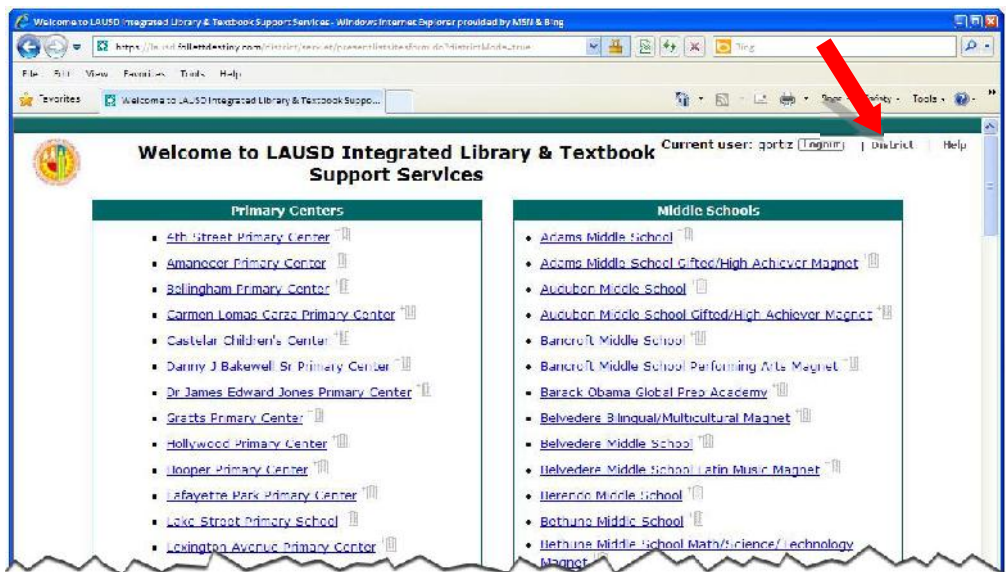 Welcome to LAUSD Integrated Library & Textbook Support Services - Windows Internet Explorer provided by MSN & Bing
Bing
File Edit View Favorites Tools Help
Favorites Welcome to LAUSD Integrated Library & Textbook Suppo...
Page Safety Tools
Welcome to LAUSD Integrated Library & Textbook Support Services
Current user: gortiz Logout | District | Help
Primary Centers
4th Street Primary Center
Amanecer Primary Center
Bellingham Primary Center
Carmen Lomas Garza Primary Center
Castelar Children's Center
Danny J Bakewell Sr Primary Center
Dr James Edward Jones Primary Center
Gratts Primary Center
Hollywood Primary Center
Hooper Primary Center
Lafayette Park Primary Center
Lake Street Primary School
Lexington Avenue Primary Center
Middle Schools
Adams Middle School
Adams Middle School Gifted/High Achiever Magnet
Audubon Middle School
Audubon Middle School Gifted/High Achiever Magnet
Bancroft Middle School
Bancroft Middle School Performing Arts Magnet
Barack Obama Global Prep Academy
Belvedere Bilingual/Multicultural Magnet
Belvedere Middle School
Belvedere Middle School Latin Music Magnet
Berendo Middle School
Bethune Middle School
Bethune Middle School Math/Science/Technology
Magnet